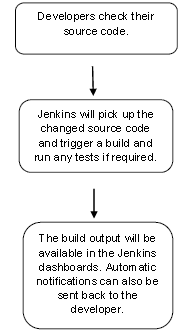 Developers check their
source code.
Jenkins will pick up the
changed source code
and trigger a build and
run any tests if required.
The build output will be
available in the Jenkins
dashboards. Automatic
notifications can also be
sent back to the
developer.